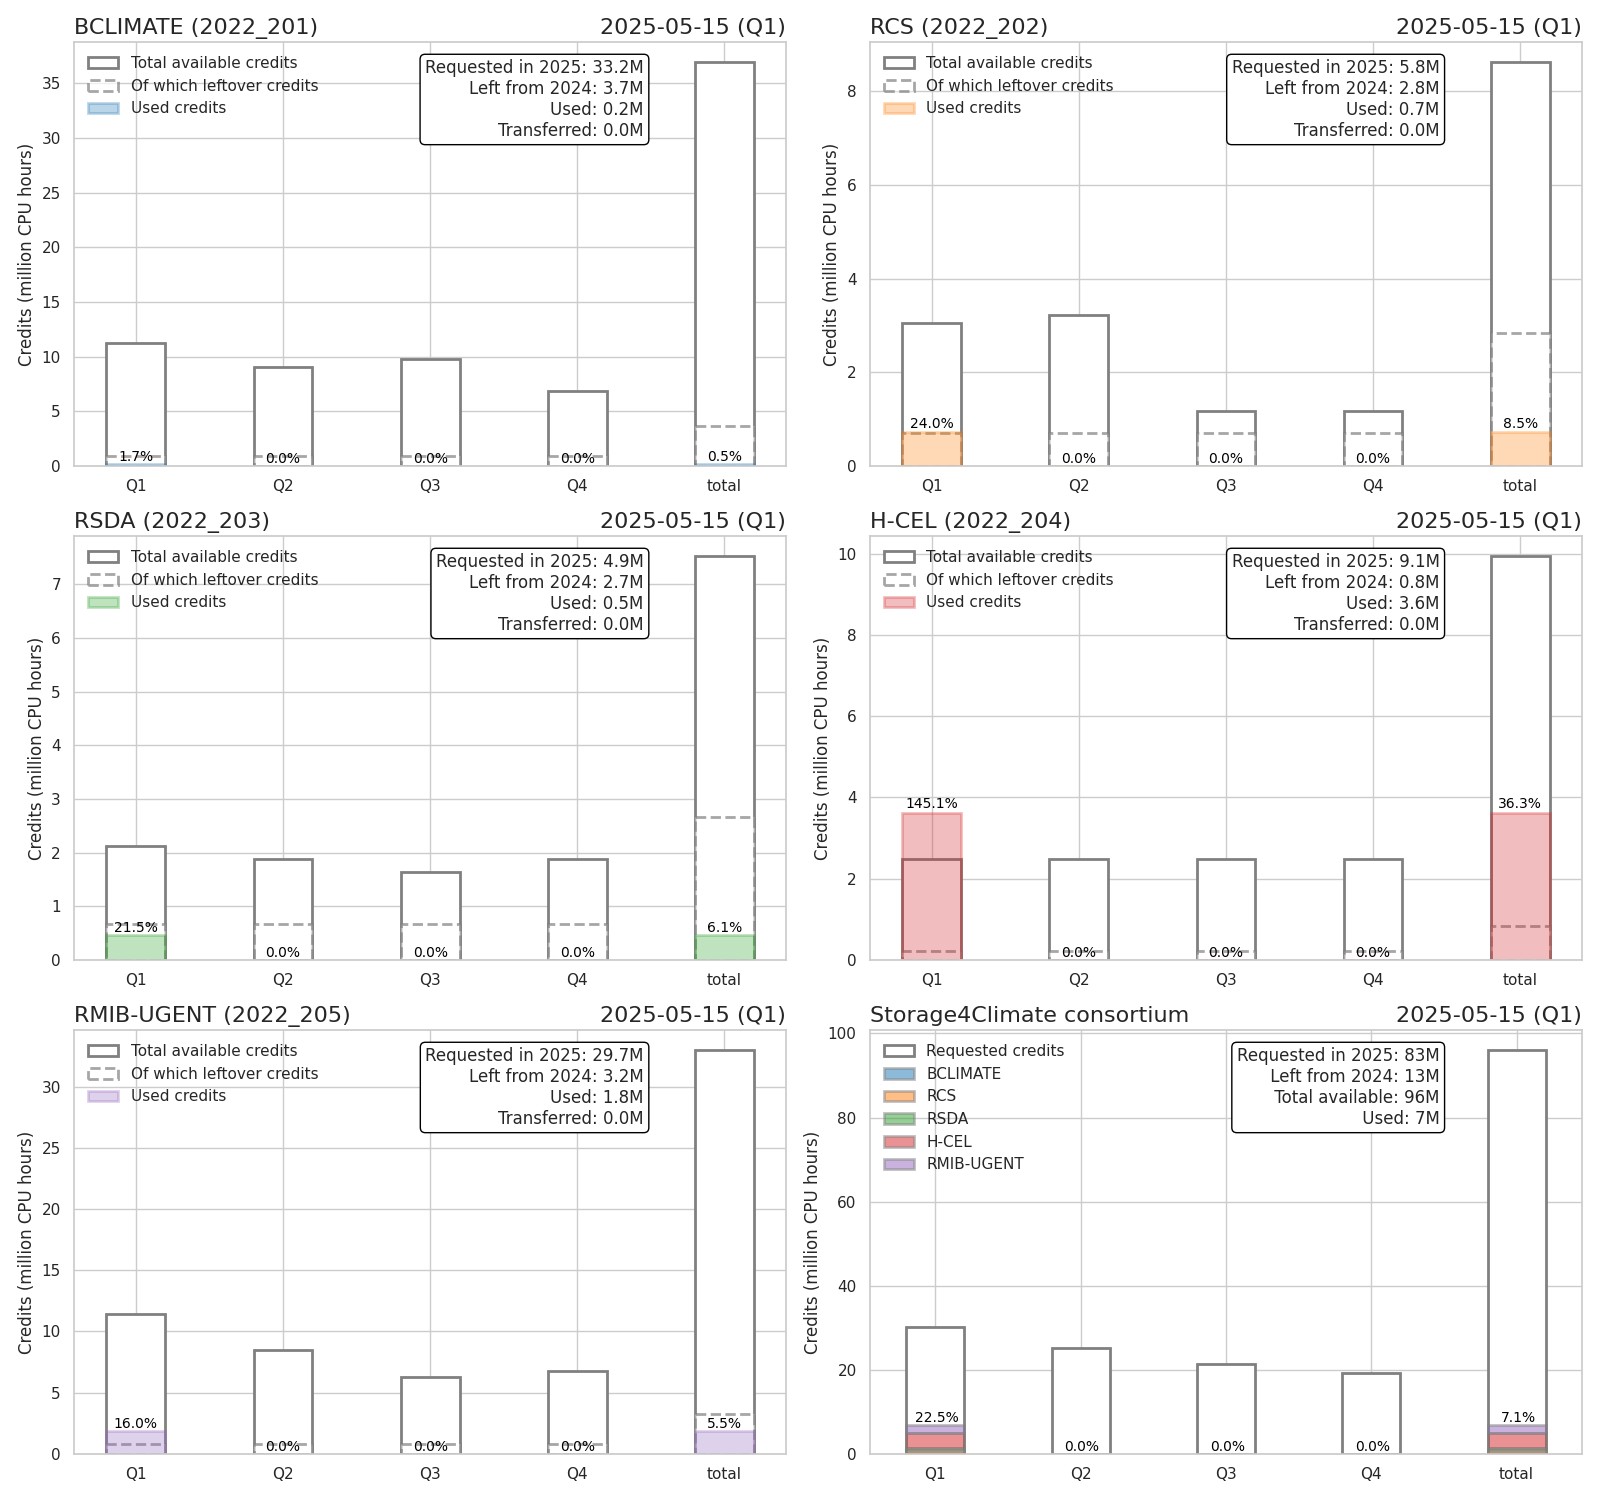 BCLIMATE (2022_201)
2025-05-15 (Q1)
Total available credits
Of which leftover credits
Used credits
Requested in 2025: 33.2M
Left from 2024: 3.7M
Used: 0.2M
Transferred: 0.0M
Credits (million CPU hours)
35
30
25
20
15
10
5
0
1.7%
0.0%
0.0%
0.0%
0.5%
Q1
Q2
Q3
Q4
total
RCS (2022_202)
2025-05-15 (Q1)
Total available credits
Of which leftover credits
Used credits
Requested in 2025: 5.8M
Left from 2024: 2.8M
Used: 0.7M
Transferred: 0.0M
Credits (million CPU hours)
8
6
4
2
0
24.0%
0.0%
0.0%
0.0%
8.5%
Q1
Q2
Q3
Q4
total
RSDA (2022_203)
2025-05-15 (Q1)
Total available credits
Of which leftover credits
Used credits
Requested in 2025: 4.9M
Left from 2024: 2.7M
Used: 0.5M
Transferred: 0.0M
Credits (million CPU hours)
7
6
5
4
3
2
1
0
21.5%
0.0%
0.0%
0.0%
6.1%
Q1
Q2
Q3
Q4
total
H-CEL (2022_204)
2025-05-15 (Q1)
Total available credits
Of which leftover credits
Used credits
Requested in 2025: 9.1M
Left from 2024: 0.8M
Used: 3.6M
Transferred: 0.0M
Credits (million CPU hours)
10
8
6
4
2
0
145.1%
0.0%
0.0%
0.0%
36.3%
Q1
Q2
Q3
Q4
total
RMIB-UGENT (2022_205)
2025-05-15 (Q1)
Total available credits
Of which leftover credits
Used credits
Requested in 2025: 29.7M
Left from 2024: 3.2M
Used: 1.8M
Transferred: 0.0M
Credits (million CPU hours)
30
25
20
15
10
5
0
16.0%
0.0%
0.0%
0.0%
5.5%
Q1
Q2
Q3
Q4
total
Storage4Climate consortium
2025-05-15 (Q1)
Requested credits
BCLIMATE
RCS
RSDA
H-CEL
RMIB-UGENT
Requested in 2025: 83M
Left from 2024: 13M
Total available: 96M
Used: 7M
Credits (million CPU hours)
100
80
60
40
20
0
22.5%
0.0%
0.0%
0.0%
7.1%
Q1
Q2
Q3
Q4
total